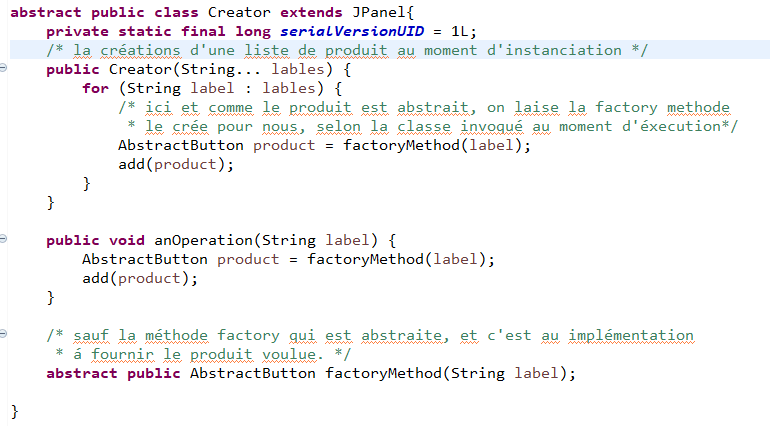 abstract public class Creator extends JPanel{
    private static final long serialVersionUID = 1L;
    /* la créations d'une liste de produit au moment d'instanciation */
    public Creator(String... lables) {
        for (String label : lables) {
            /* ici et comme le produit est abstrait, on laise la factory methode
             * le crée pour nous, selon la classe invoqué au moment d'éxecution*/
            AbstractButton product = factoryMethod(label);
            add(product);
        }
    }
    public void anOperation(String label) {
        AbstractButton product = factoryMethod(label);
        add(product);
    }
    /* sauf la méthode factory qui est abstraite, et c'est au implémentation
     * á fournir le produit voulue. */
    abstract public AbstractButton factoryMethod(String label);
}